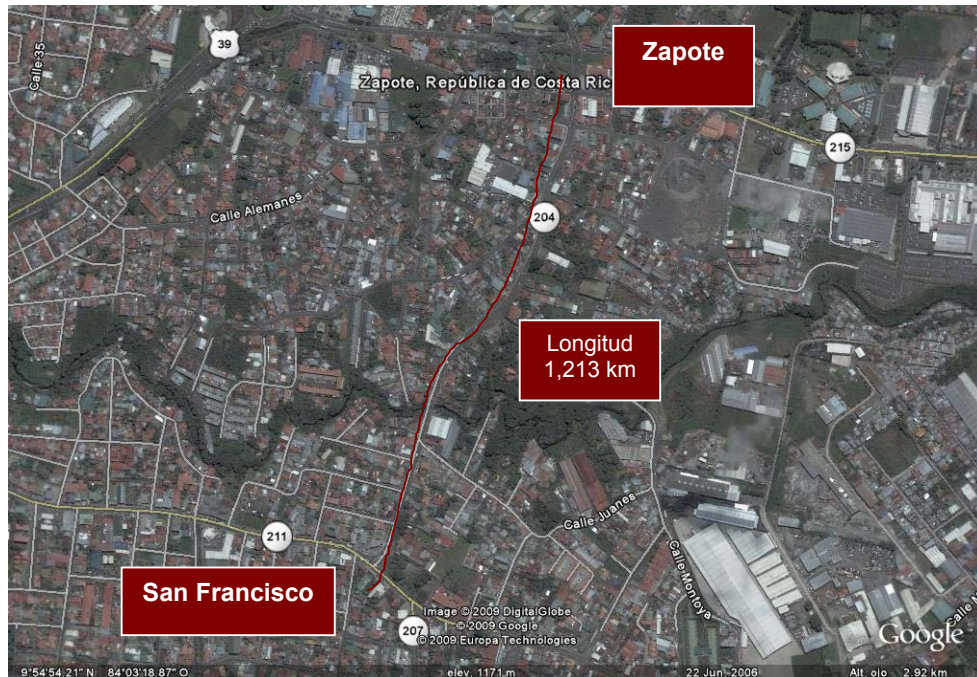 39
Calle 35
Zapote
Zapote, República de Costa Ric
215
Calle Alemanes
204
Longitud
1,213 km
211
Calle Juanes
San Francisco
Calle Montoya
207
Image © 2009 DigitalGlobe
© 2009 Google
© 2009 Europa Technologies
Calle M
Google
9°54'54.21" N 84°03'18.87" O
elev. 1171 m
22 Jun, 2006
Alt. ojo 2.92 km